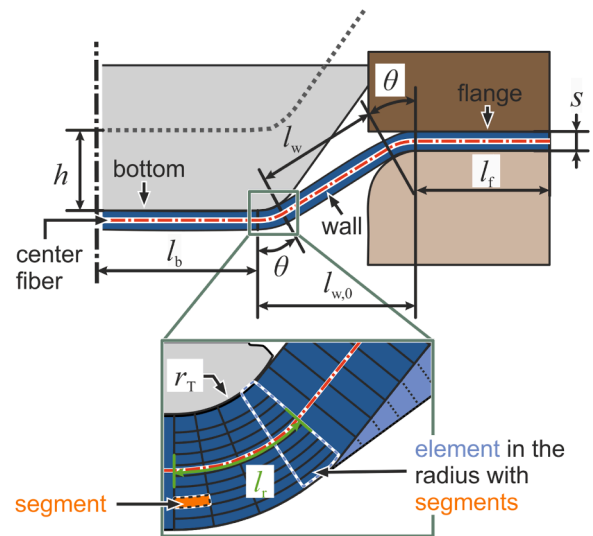 θ
flange
s
l_w
h
bottom
l_f
wall
center
fiber
l_b
θ
l_w,0
r_T
element in the
radius with
segments
l_r
segment